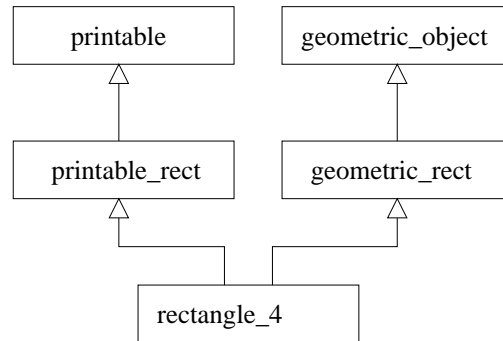 printable
geometric_object
printable_rect
geometric_rect
rectangle_4